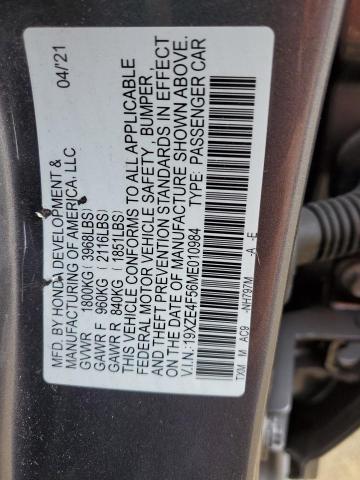 MFD. BY HONDA DEVELOPMENT & 04/'21
MANUFACTURING OF AMERICA, LLC
GVWR 1800KG(3968LBS)
GAWR F 960KG(2116LBS)
GAWR R 840KG(1851LBS)
THIS VEHICLE CONFORMS TO ALL APPLICABLE
FEDERAL MOTOR VEHICLE SAFETY, BUMPER,
AND THEFT PREVENTION STANDARDS IN EFFECT
ON THE DATE OF MANUFACTURE SHOWN ABOVE.
V.I.N.:19XZE4F56ME010984 TYPE: PASSENGER CAR
TXM M AC9 -NH797M -A -E